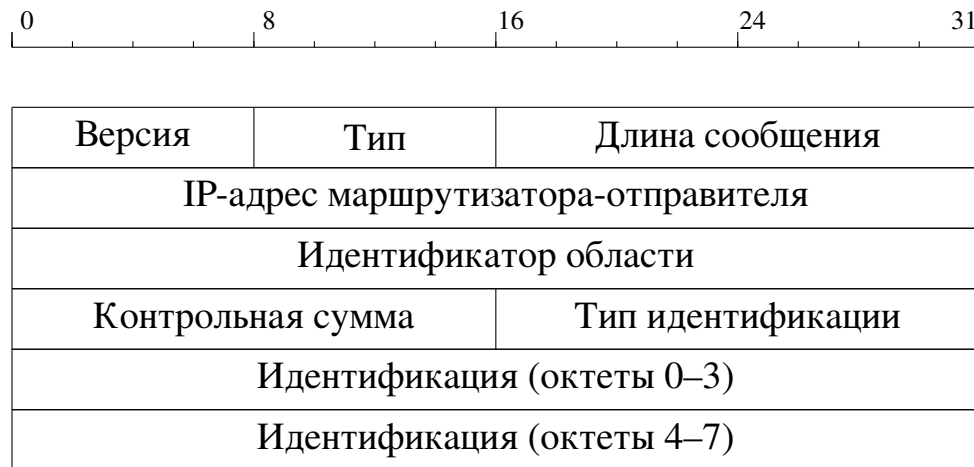 0 8 16 24 31
Версия Тип Длина сообщения
IP-адрес маршрутизатора-отправителя
Идентификатор области
Контрольная сумма Тип идентификации
Идентификация (октеты 0–3)
Идентификация (октеты 4–7)